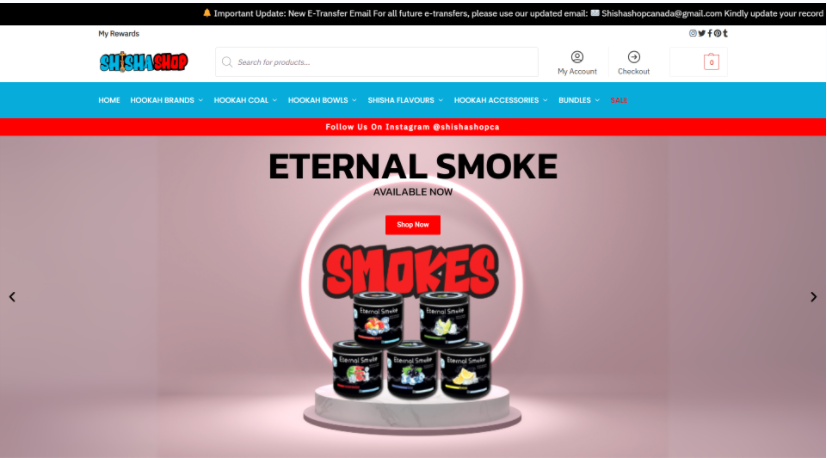 Important Update: New E-Transfer Email For all future e-transfers, please use our updated email: Shishashopcanada@gmail.com Kindly update your record
My Rewards
SHISHASHOP
Search for products...
My Account
Checkout
0
HOME HOOKAH BRANDS HOOKAH COAL HOOKAH BOWLS SHISHA FLAVOURS HOOKAH ACCESSORIES BUNDLES SALE
Follow Us On Instagram @shishashopca
ETERNAL SMOKE
AVAILABLE NOW
Shop Now
SMOKES
Eternal Smoke Eternal Smoke
Eternal Smoke Eternal Smoke Eternal Smoke